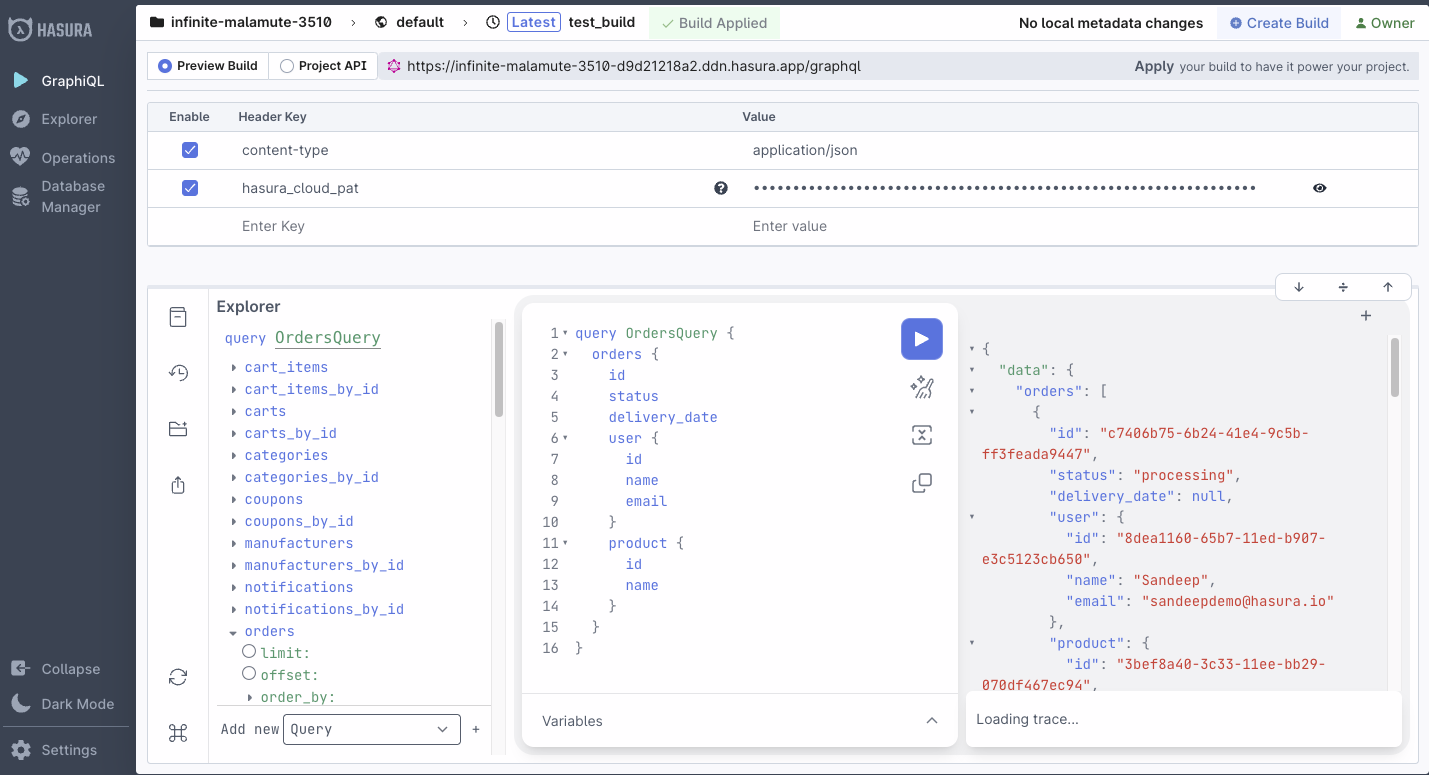 HASURA
GraphiQL
Explorer
Operations
Database
Manager
Collapse
Dark Mode
Settings
infinite-malamute-3510 › default › Latest test_build Build Applied No local metadata changes Create Build Owner
Preview Build Project API https://infinite-malamute-3510-d9d21218a2.ddn.hasura.app/graphql Apply your build to have it power your project.
Enable Header Key Value
content-type application/json
hasura_cloud_pat ? ••••••••••••••••••••••••••••••••••••••••••••••••••••••••••••••••
Enter Key Enter value
Explorer
query OrdersQuery
cart_items
cart_items_by_id
carts
carts_by_id
categories
categories_by_id
coupons
coupons_by_id
manufacturers
manufacturers_by_id
notifications
notifications_by_id
orders
limit:
offset:
order_by:
Add new Query +
1 query OrdersQuery {
2 orders {
3 id
4 status
5 delivery_date
6 user {
7 id
8 name
9 email
10 }
11 product {
12 id
13 name
14 }
15 }
16 }
Variables
+
{
"data": {
"orders": [
{
"id": "c7406b75-6b24-41e4-9c5b-
ff3feada9447",
"status": "processing",
"delivery_date": null,
"user": {
"id": "8dea1160-65b7-11ed-b907-
e3c5123cb650",
"name": "Sandeep",
"email": "sandeepdemo@hasura.io"
},
"product": {
"id": "3bef8a40-3c33-11ee-bb29-
070df467ec94",
Loading trace...